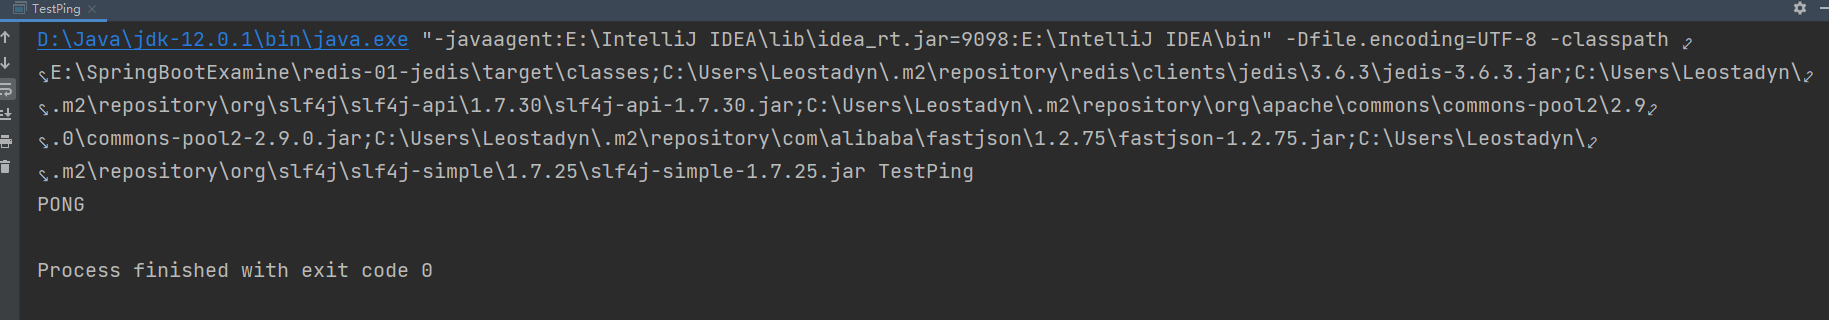 TestPing
D:\Java\jdk-12.0.1\bin\java.exe "-javaagent:E:\IntelliJ IDEA\lib\idea_rt.jar=9098:E:\IntelliJ IDEA\bin" -Dfile.encoding=UTF-8 -classpath
E:\SpringBootExamine\redis-01-jedis\target\classes;C:\Users\Leostadyn\.m2\repository\redis\clients\jedis\3.6.3\jedis-3.6.3.jar;C:\Users\Leostadyn\
.m2\repository\org\slf4j\slf4j-api\1.7.30\slf4j-api-1.7.30.jar;C:\Users\Leostadyn\.m2\repository\org\apache\commons\commons-pool2\2.9
.0\commons-pool2-2.9.0.jar;C:\Users\Leostadyn\.m2\repository\com\alibaba\fastjson\1.2.75\fastjson-1.2.75.jar;C:\Users\Leostadyn\
.m2\repository\org\slf4j\slf4j-simple\1.7.25\slf4j-simple-1.7.25.jar TestPing
PONG
Process finished with exit code 0